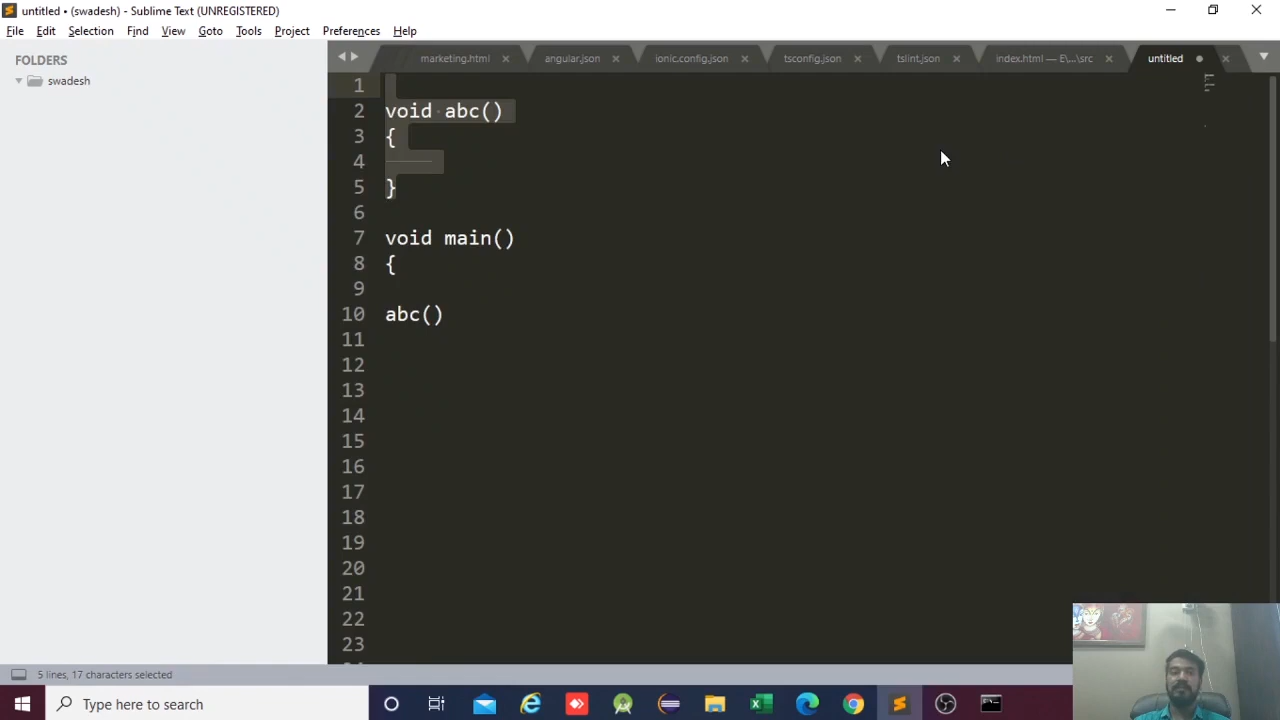 untitled • (swadesh) - Sublime Text (UNREGISTERED)
File Edit Selection Find View Goto Tools Project Preferences Help
FOLDERS
swadesh
marketing.html angular.json ionic.config.json tsconfig.json tslint.json index.html — E\...\src untitled
1
2 void abc()
3 {
4
5 }
6
7 void main()
8 {
9
10 abc()
11
12
13
14
15
16
17
18
19
20
21
22
23
5 lines, 17 characters selected
Type here to search